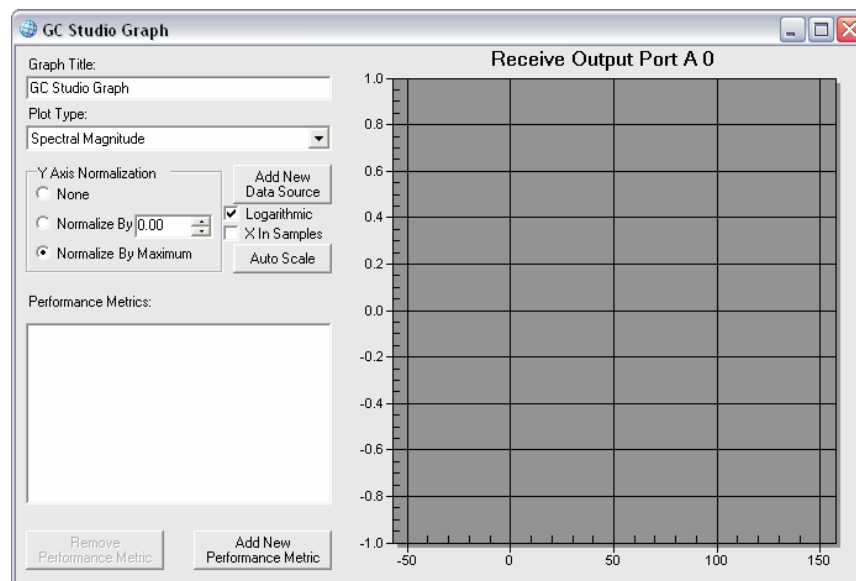 GC Studio Graph
Graph Title:
GC Studio Graph
Plot Type:
Spectral Magnitude
Y Axis Normalization
None
Normalize By 0.00
Normalize By Maximum
Add New
Data Source
Logarithmic
X In Samples
Auto Scale
Performance Metrics:
Remove
Performance Metric
Add New
Performance Metric
Receive Output Port A 0
1.0
0.8
0.6
0.4
0.2
0.0
-0.2
-0.4
-0.6
-0.8
-1.0
-50 0 50 100 150